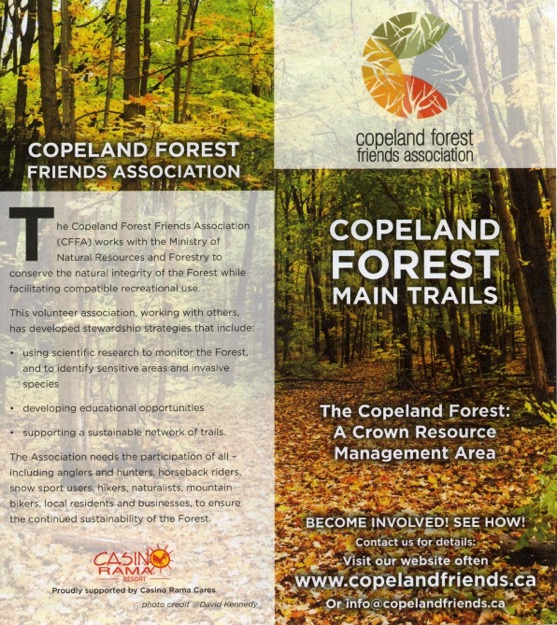 COPELAND FOREST
FRIENDS ASSOCIATION
The Copeland Forest Friends Association
(CFFA) works with the Ministry of
Natural Resources and Forestry to
conserve the natural integrity of the Forest while
facilitating compatible recreational use.
This volunteer association, working with others,
has developed stewardship strategies that include:
• using scientific research to monitor the Forest,
and to identify sensitive areas and invasive
species
• developing educational opportunities
• supporting a sustainable network of trails.
The Association needs the participation of all –
including anglers and hunters, horseback riders,
snow sport users, hikers, naturalists, mountain
bikers, local residents and businesses, to ensure
the continued sustainability of the Forest.
CASINO
RAMA
RESORT
Proudly supported by Casino Rama Cares
photo credit @David Kennedy
copeland forest
friends association
COPELAND
FOREST
MAIN TRAILS
The Copeland Forest:
A Crown Resource
Management Area
BECOME INVOLVED! SEE HOW!
Contact us for details:
Visit our website often
www.copelandfriends.ca
Or info@copelandfriends.ca